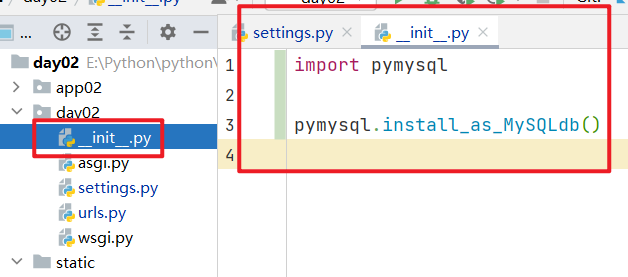 day02 __init__.py
day02
Git:
...
settings.py
__init__.py
day02 E:\Python\python\
app02
day02
__init__.py
asgi.py
settings.py
urls.py
wsgi.py
static
1 import pymysql
2
3 pymysql.install_as_MySQLdb()
4